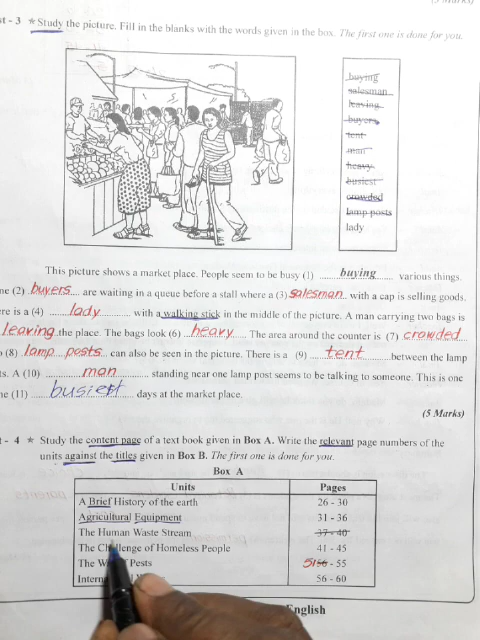 (5 Marks)
t - 3 * Study the picture. Fill in the blanks with the words given in the box. The first one is done for you.
buying
salesman
leaving
buyers
tent
man
heavy
busiest
crowded
lamp posts
lady
This picture shows a market place. People seem to be busy (1) ......buying...... various things.
ne (2) buyers are waiting in a queue before a stall where a (3) salesman with a cap is selling goods.
re is a (4) lady with a walking stick in the middle of the picture. A man carrying two bags is
leaving the place. The bags look (6) heavy. The area around the counter is (7) crowded
o (8) lamp posts can also be seen in the picture. There is a (9) tent between the lamp
ts. A (10) man standing near one lamp post seems to be talking to someone. This is one
he (11) busiest days at the market place.
(5 Marks)
t - 4 * Study the content page of a text book given in Box A. Write the relevant page numbers of the
units against the titles given in Box B. The first one is done for you.
Box A
Units Pages
A Brief History of the earth 26 - 30
Agricultural Equipment 31 - 36
The Human Waste Stream 37 - 40
The Challenge of Homeless People 41 - 45
The Pests 51 - 55
56 - 60
English